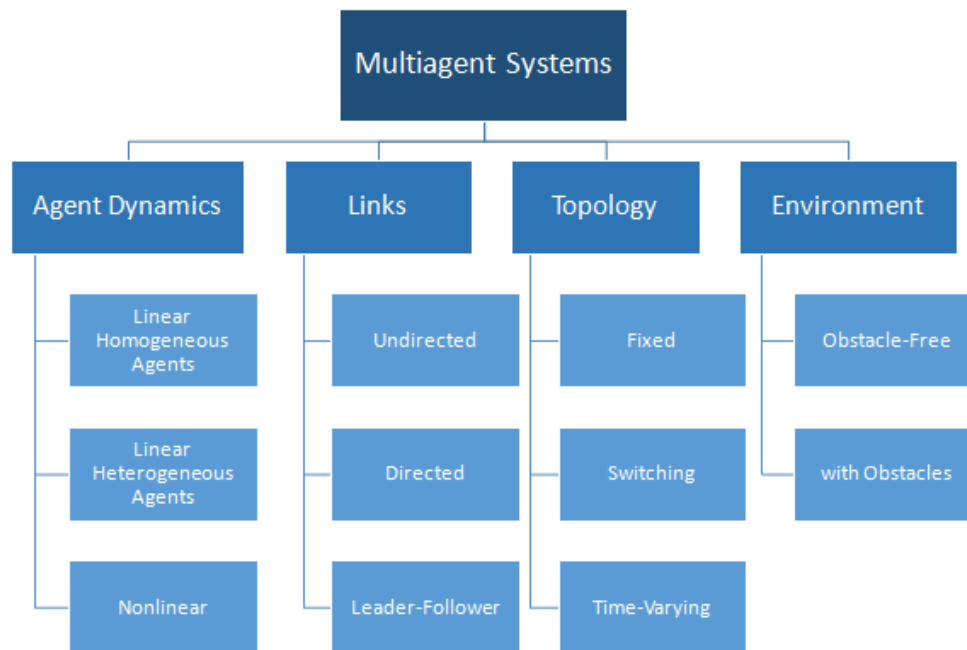 Multiagent Systems
Agent Dynamics
Links
Topology
Environment
Linear
Homogeneous
Agents
Undirected
Fixed
Obstacle-Free
Linear
Heterogeneous
Agents
Directed
Switching
with Obstacles
Nonlinear
Leader-Follower
Time-Varying